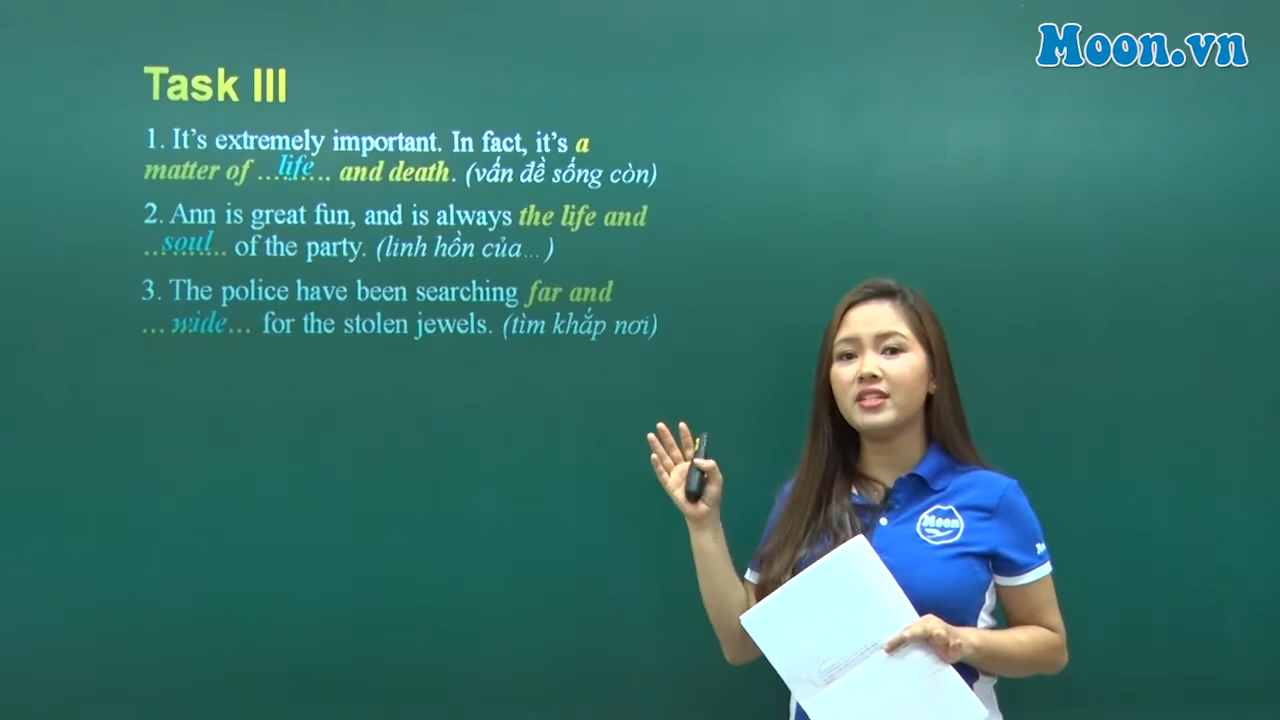 Moon.vn
Task III
1. It’s extremely important. In fact, it’s a
matter of ...life... and death. (vấn đề sống còn)
2. Ann is great fun, and is always the life and
...soul... of the party. (linh hồn của... )
3. The police have been searching far and
... wide... for the stolen jewels. (tìm khắp nơi)
Moon